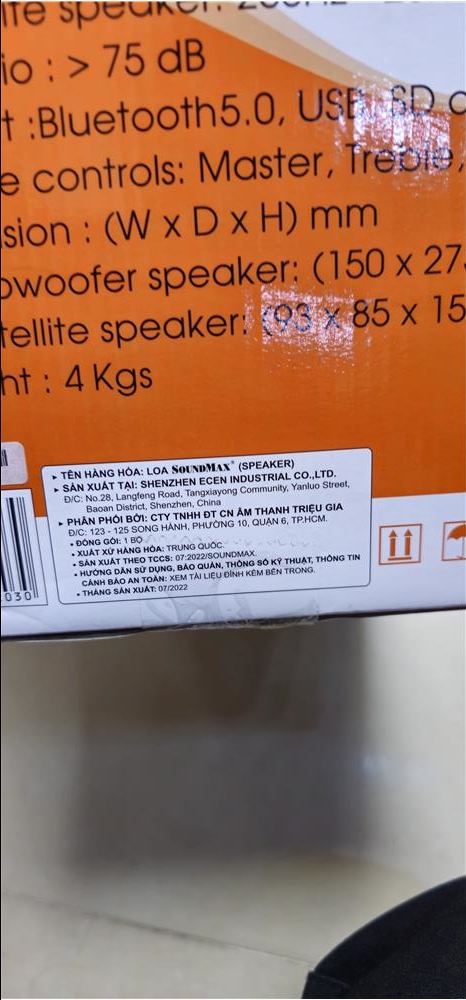 ite speaker:
io : > 75 dB
t :Bluetooth5.0, USB, SD c
e controls: Master, Treble,
sion : (W x D x H) mm
bwoofer speaker: (150 x 27
tellite speaker: (93 x 85 x 15
ht : 4 Kgs
▸ TÊN HÀNG HÓA: LOA SOUNDMAX® (SPEAKER)
▸ SẢN XUẤT TẠI: SHENZHEN ECEN INDUSTRIAL CO.,LTD.
Đ/C: No.28, Langfeng Road, Tangxiayong Community, Yanluo Street,
Baoan District, Shenzhen, China
▸ PHÂN PHỐI BỞI: CTY TNHH ĐT CN ÂM THANH TRIỆU GIA
Đ/C: 123 - 125 SONG HÀNH, PHƯỜNG 10, QUẬN 6, TP.HCM.
• ĐÓNG GÓI: 1 BỘ
• XUẤT XỨ HÀNG HÓA: TRUNG QUỐC.
• SẢN XUẤT THEO TCCS: 07:2022/SOUNDMAX.
• HƯỚNG DẪN SỬ DỤNG, BẢO QUẢN, THÔNG SỐ KỸ THUẬT, THÔNG TIN
CẢNH BÁO AN TOÀN: XEM TÀI LIỆU ĐÍNH KÈM BÊN TRONG.
• THÁNG SẢN XUẤT: 07/2022
030